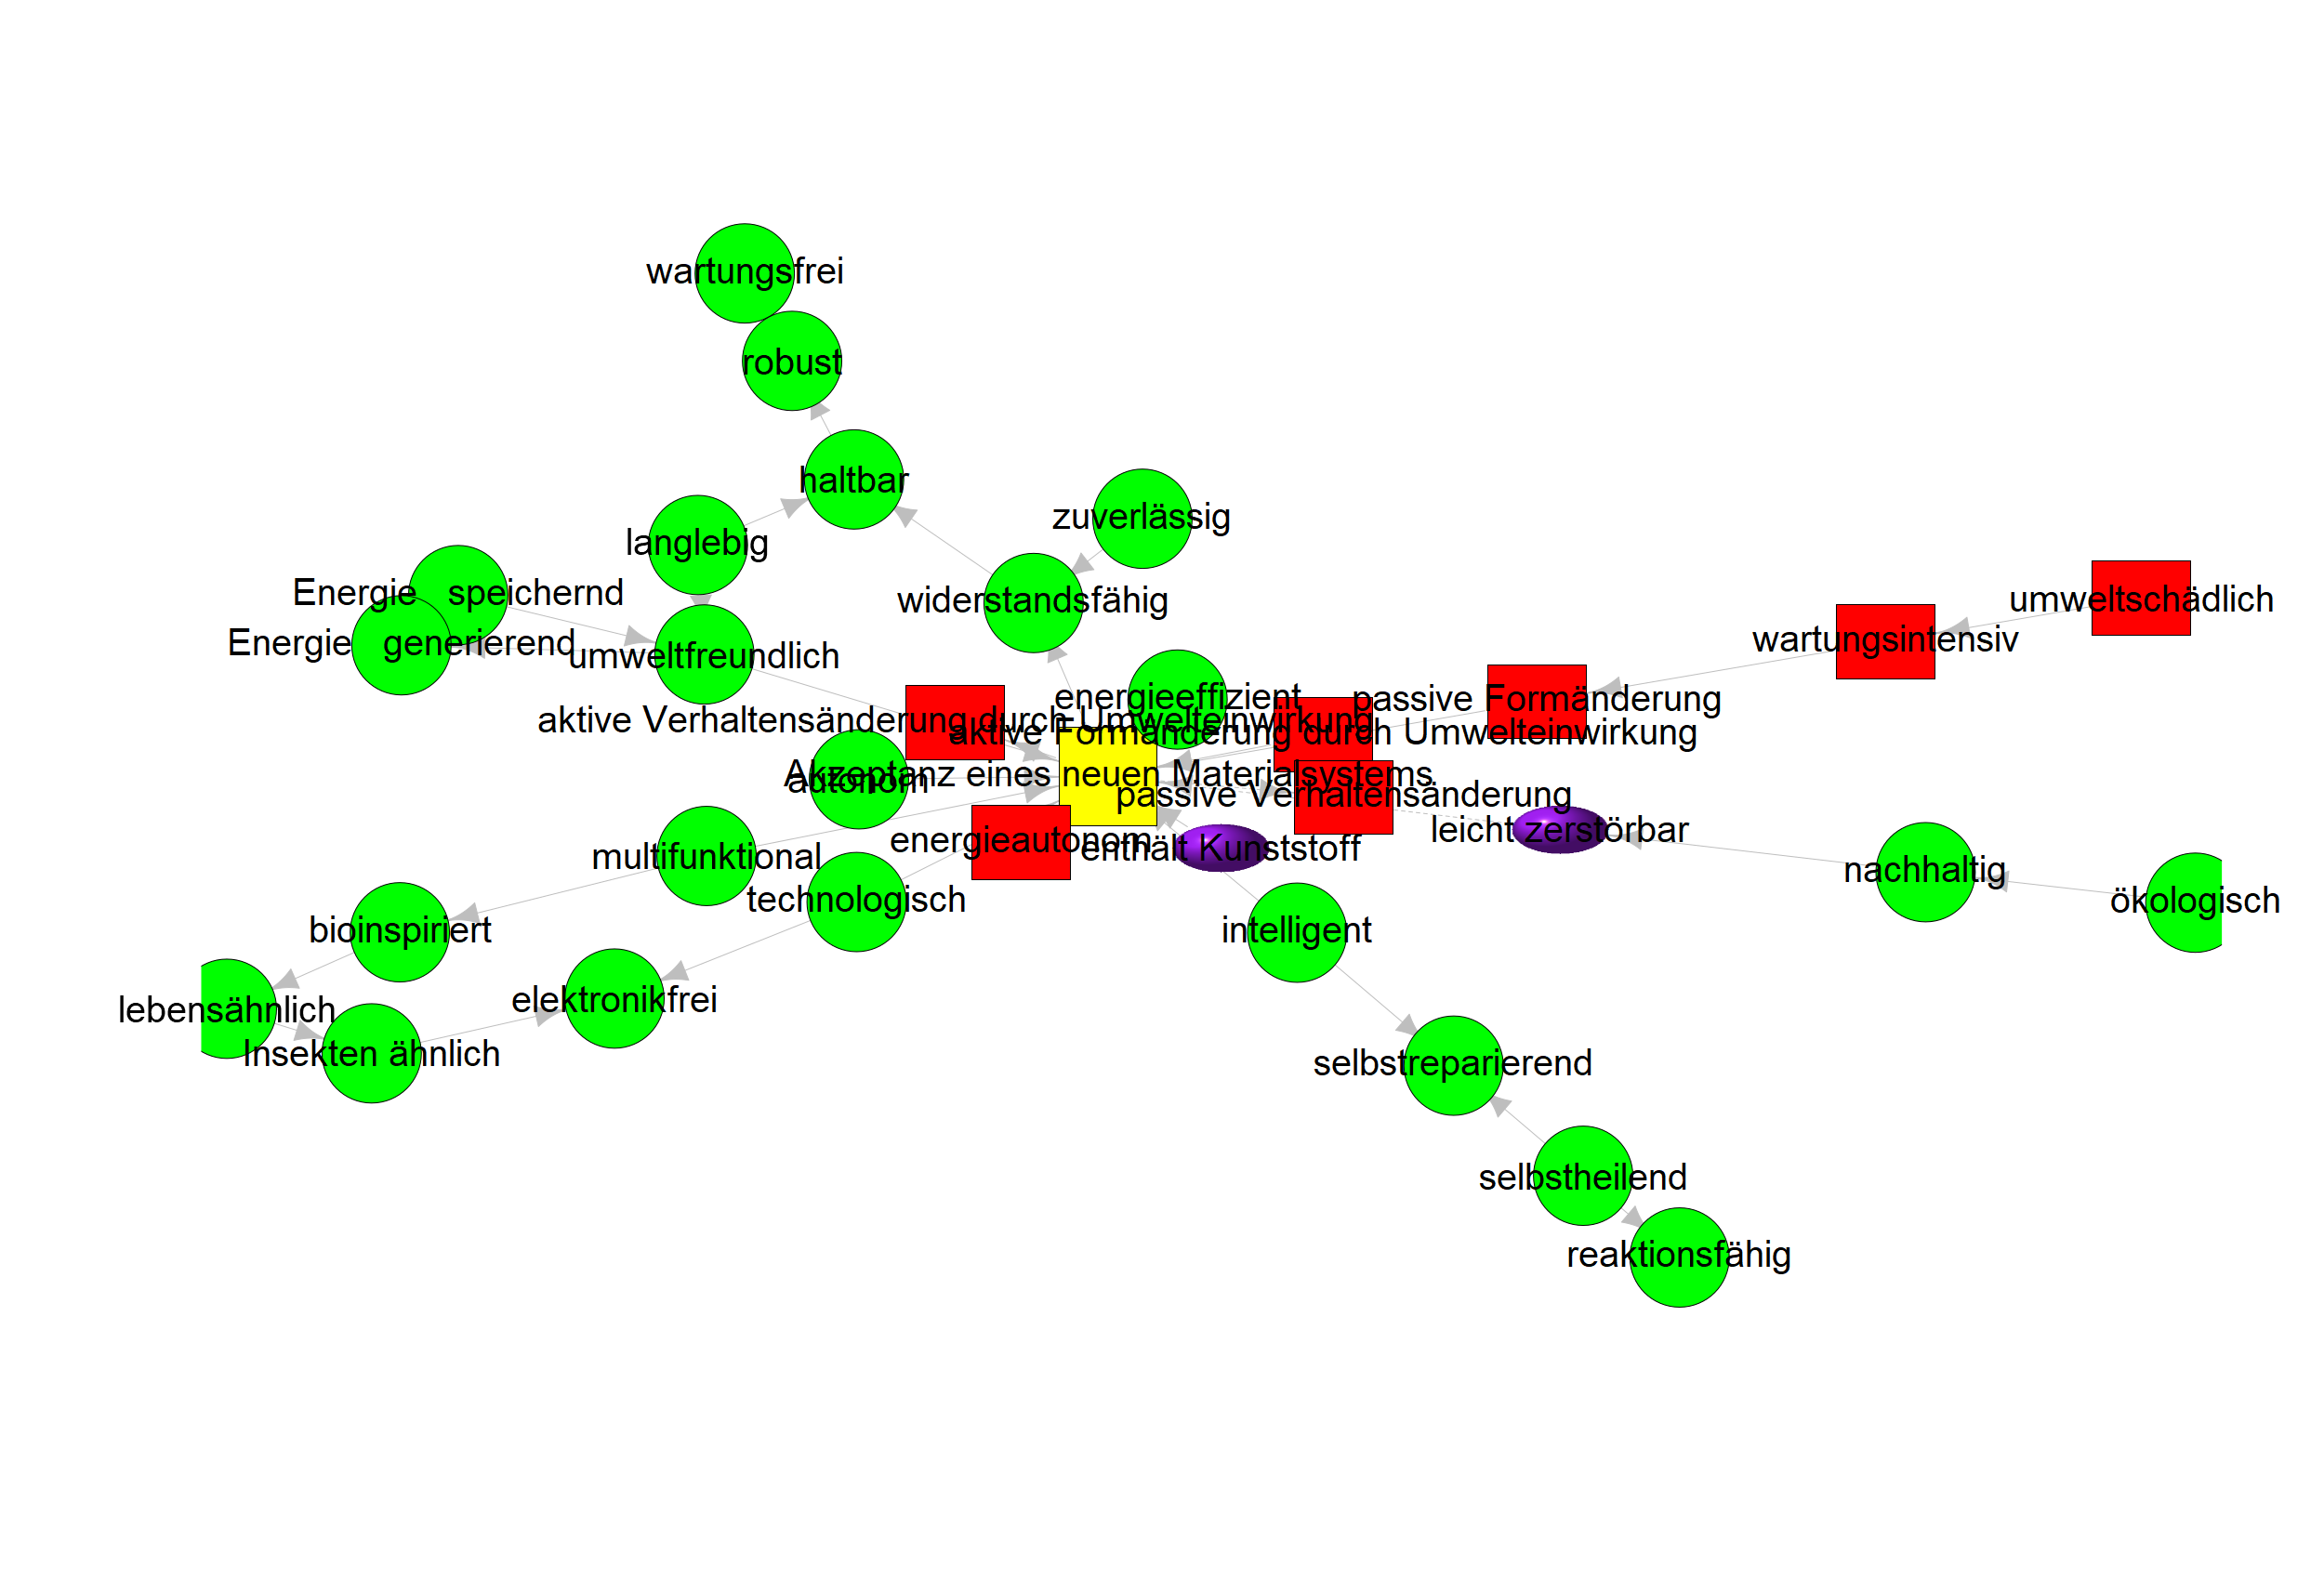 wartungsfrei
robust
haltbar
zuverlässig
langlebig
Energie speichernd
widerstandsfähig
umweltschädlich
Energie generierend
wartungsintensiv
umweltfreundlich
energieeffizient
passive Formänderung
aktive Verhaltensänderung durch Umwelteinwirkung
aktive Formänderung durch Umwelteinwirkung
Akzeptanz eines neuen Materialsystems
autonom
passive Verhaltensänderung
leicht zerstörbar
energieautonom
enthält Kunststoff
multifunktional
nachhaltig
technologisch
ökologisch
bioinspiriert
intelligent
elektronikfrei
lebensähnlich
Insekten ähnlich
selbstreparierend
selbstheilend
reaktionsfähig